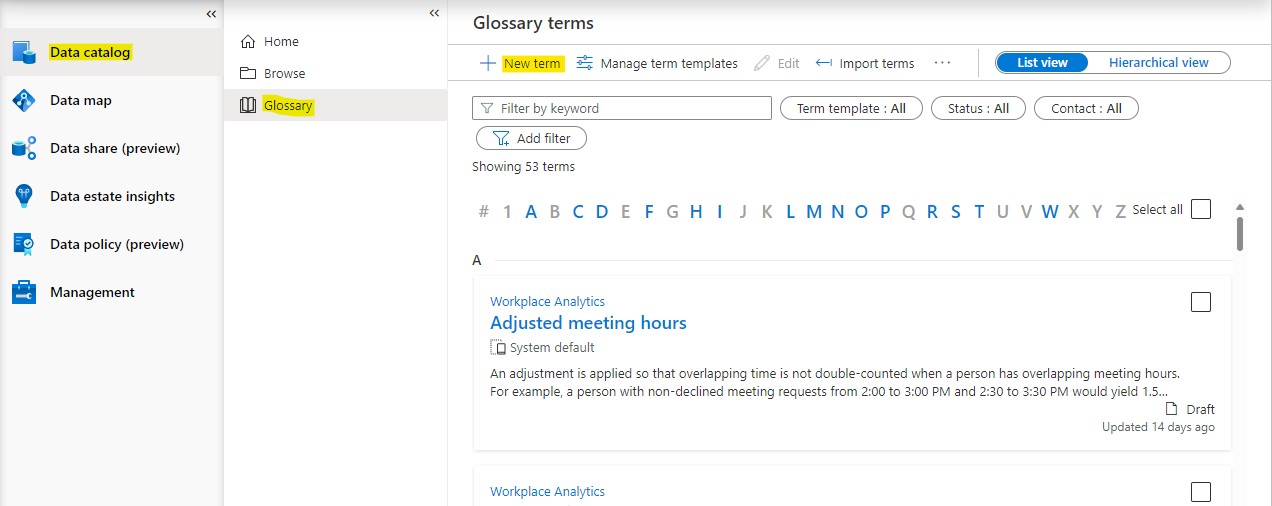 Data catalog
Data map
Data share (preview)
Data estate insights
Data policy (preview)
Management
Home
Browse
Glossary
Glossary terms
New term Manage term templates Edit Import terms ... List view Hierarchical view
Filter by keyword Term template : All Status : All Contact : All
Add filter
Showing 53 terms
# 1 A B C D E F G H I J K L M N O P Q R S T U V W X Y Z Select all
A
Workplace Analytics
Adjusted meeting hours
System default
An adjustment is applied so that overlapping time is not double-counted when a person has overlapping meeting hours.
For example, a person with non-declined meeting requests from 2:00 to 3:00 PM and 2:30 to 3:30 PM would yield 1.5...
Draft
Updated 14 days ago
Workplace Analytics